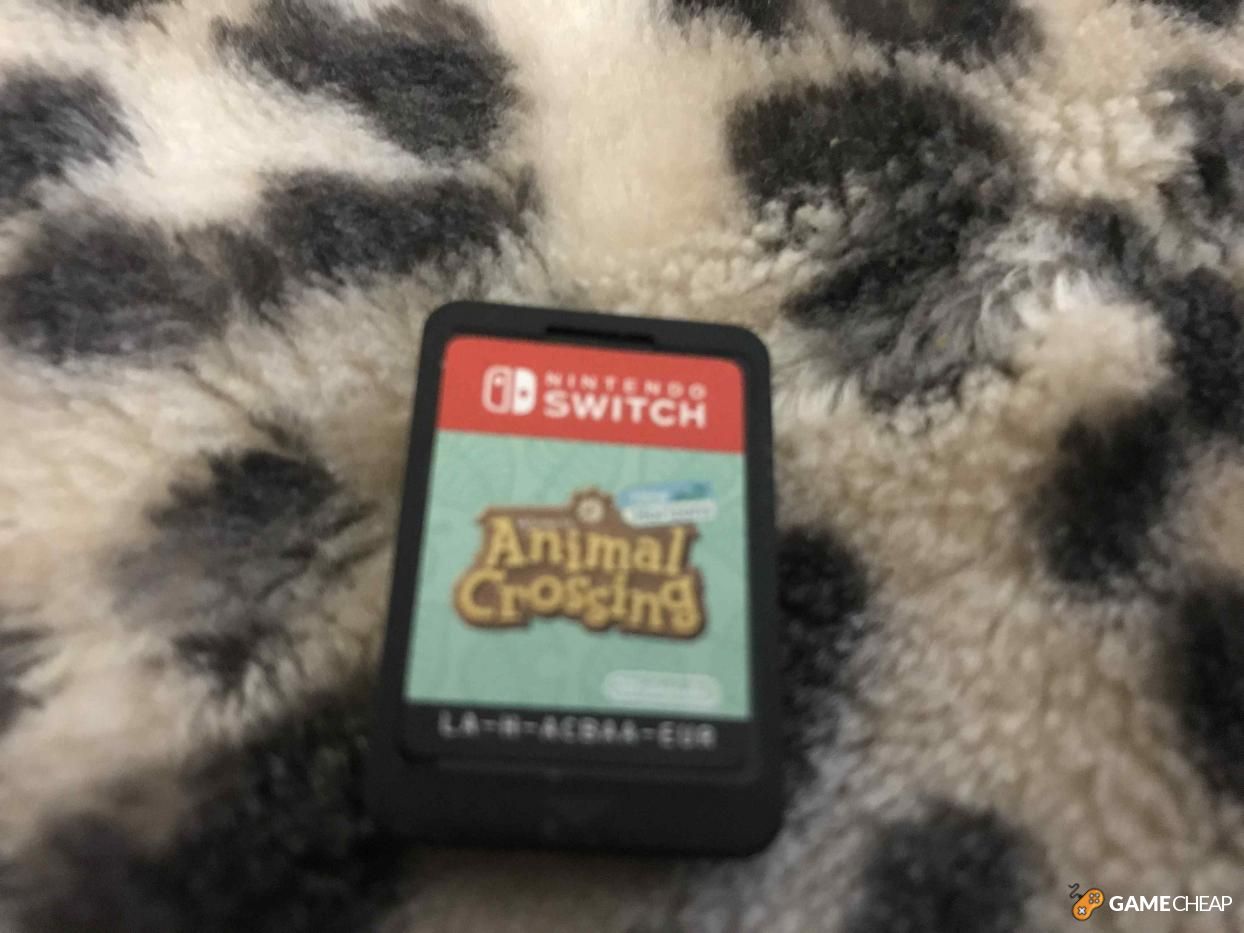 NINTENDO
SWITCH
Animal
Crossing
LA-H-ACBAA-EUR
GAMECHEAP